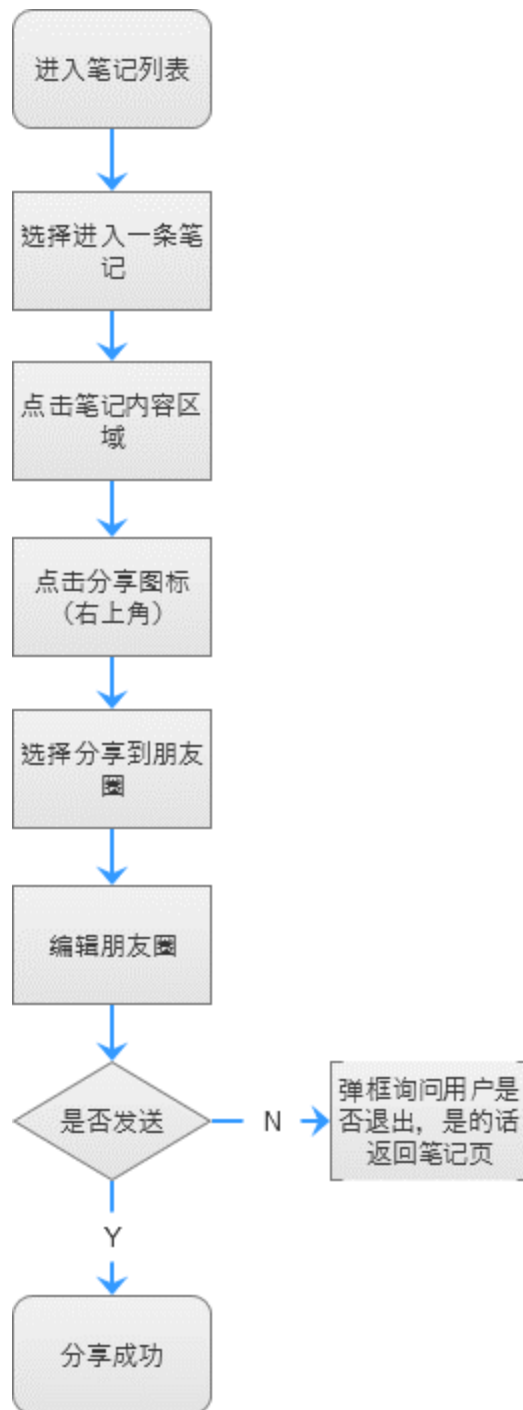 进入笔记列表
选择进入一条笔
记
点击笔记内容区
域
点击分享图标
（右上角）
选择分享到朋友
圈
编辑朋友圈
是否发送
N
弹框询问用户是
否退出，是的话
返回笔记页
Y
分享成功